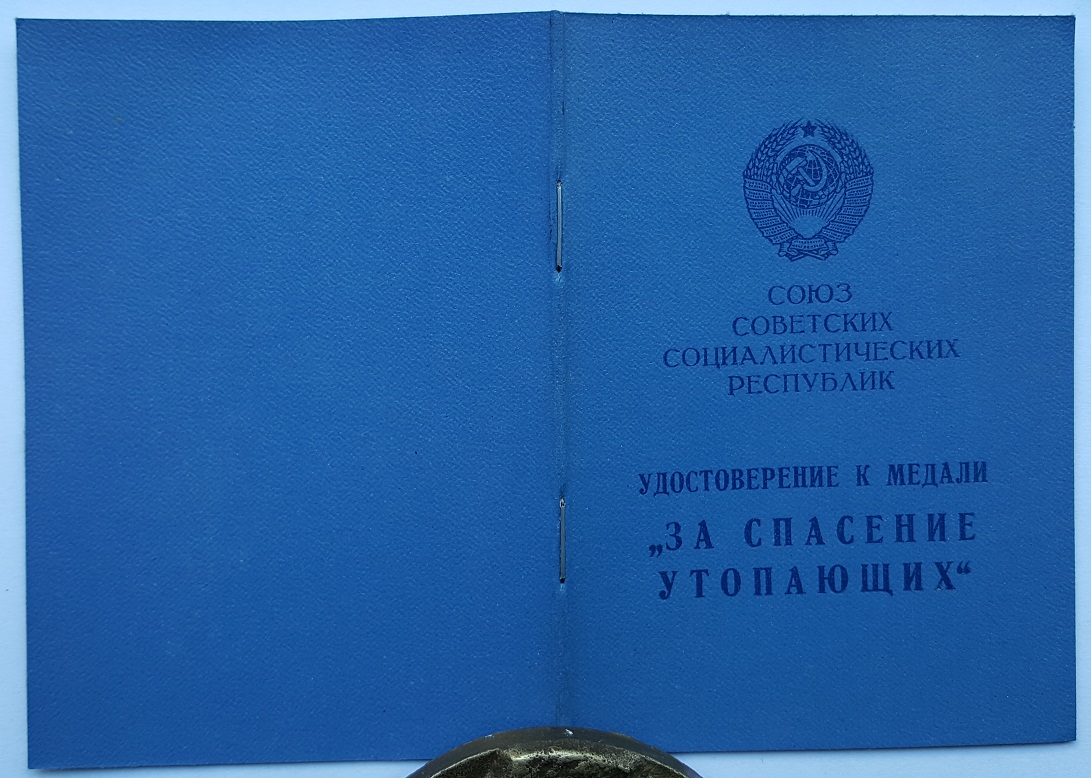 СОЮЗ
СОВЕТСКИХ
СОЦИАЛИСТИЧЕСКИХ
РЕСПУБЛИК
УДОСТОВЕРЕНИЕ К МЕДАЛИ
„ЗА СПАСЕНИЕ
УТОПАЮЩИХ“